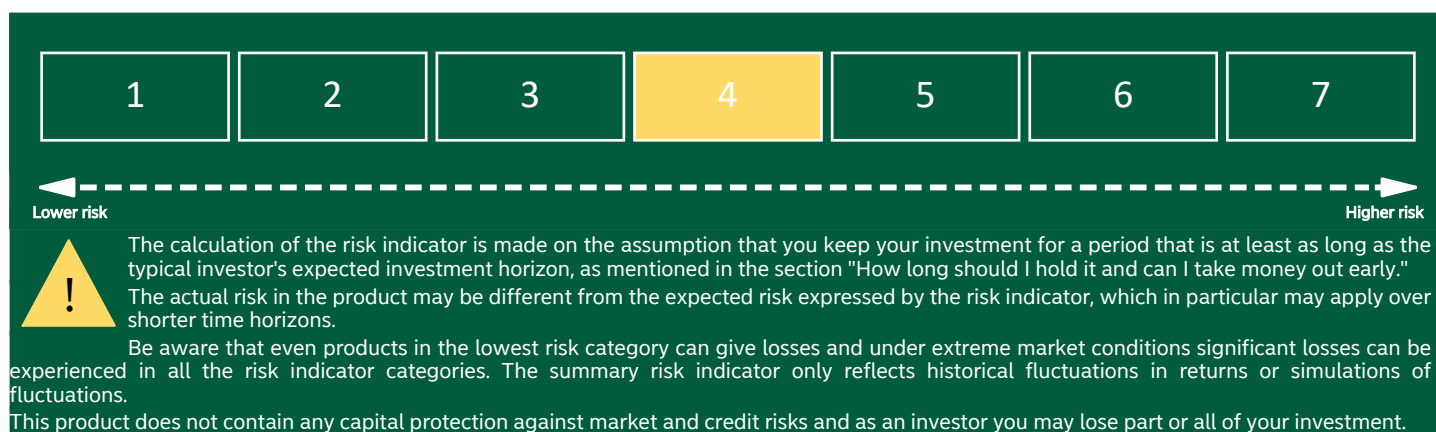 1 2 3 4 5 6 7
Lower risk Higher risk
!
The calculation of the risk indicator is made on the assumption that you keep your investment for a period that is at least as long as the
typical investor's expected investment horizon, as mentioned in the section "How long should I hold it and can I take money out early."
The actual risk in the product may be different from the expected risk expressed by the risk indicator, which in particular may apply over
shorter time horizons.
Be aware that even products in the lowest risk category can give losses and under extreme market conditions significant losses can be
experienced in all the risk indicator categories. The summary risk indicator only reflects historical fluctuations in returns or simulations of
fluctuations.
This product does not contain any capital protection against market and credit risks and as an investor you may lose part or all of your investment.